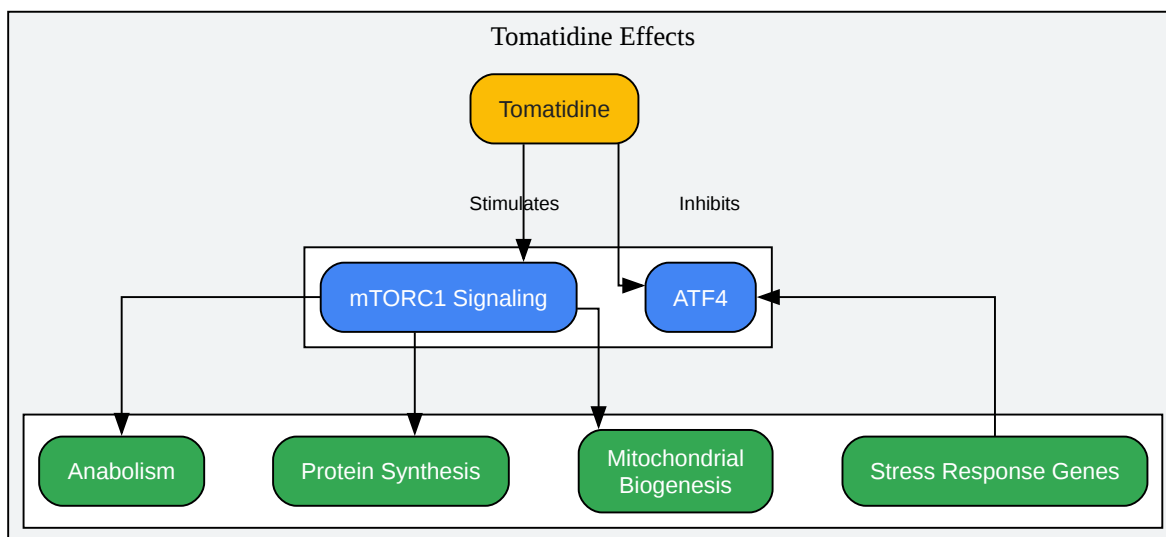 Tomatidine Effects
Tomatidine
Stimulates
Inhibits
mTORC1 Signaling
ATF4
Anabolism
Protein Synthesis
Mitochondrial
Biogenesis
Stress Response Genes